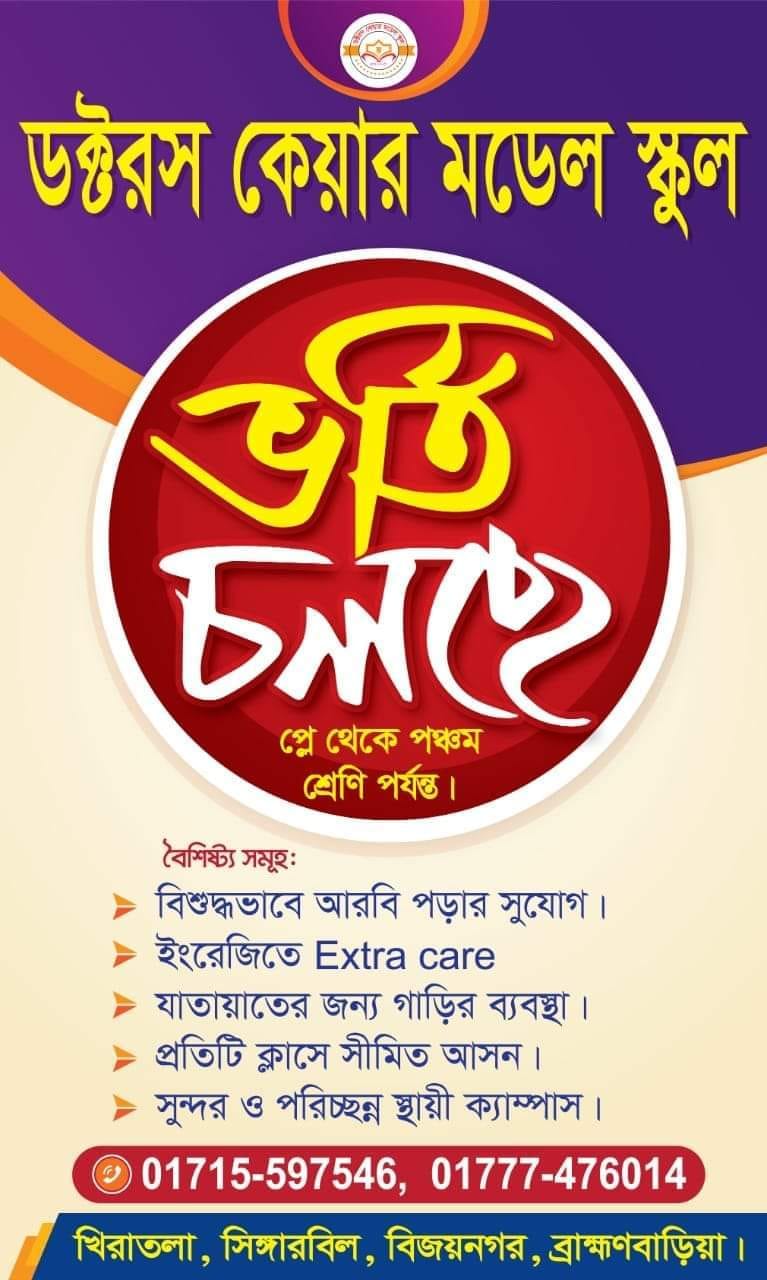 ডক্টরস কেয়ার মডেল স্কুল
ভর্তি
চলছে
প্লে থেকে পঞ্চম
শ্রেণি পর্যন্ত।
বৈশিষ্ট্য সমূহ:
বিশুদ্ধভাবে আরবি পড়ার সুযোগ।
ইংরেজিতে Extra care
যাতায়াতের জন্য গাড়ির ব্যবস্থা।
প্রতিটি ক্লাসে সীমিত আসন।
সুন্দর ও পরিচ্ছন্ন স্থায়ী ক্যাম্পাস।
01715-597546, 01777-476014
খিরাতলা, সিঙ্গারবিল, বিজয়নগর, ব্রাহ্মণবাড়িয়া।